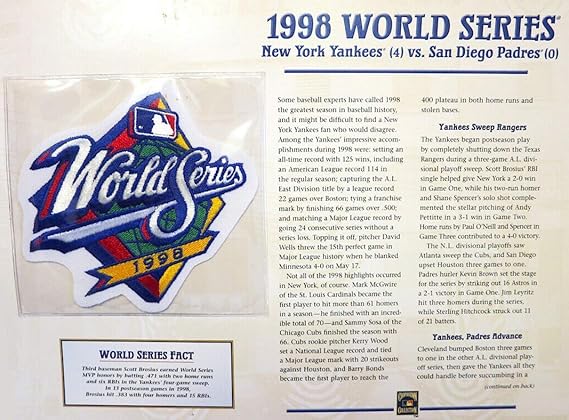 1998 WORLD SERIES
New York Yankees (4) vs. San Diego Padres (0)
World Series
1998
Some baseball experts have called 1998
the greatest season in baseball history,
and it might be difficult to find a
New York Yankees fan who would disagree.
Among the Yankees' impressive accom-
plishments during 1998 were: setting an
all-time record with 125 wins, including
an American League record 114 in
the regular season; capturing the A.L.
East Division title by a league record
22 games over Boston; tying a franchise
mark by finishing 66 games over .500;
and matching a Major League record by
going 24 consecutive series without a
series loss. Topping it off, pitcher David
Wells threw the 15th perfect game in
Major League history when he blanked
Minnesota 4-0 on May 17.
Not all of the 1998 highlights occurred
in New York, of course. Mark McGwire
of the St. Louis Cardinals became the
first player to hit more than 61 homers
in a season—he finished with an incred-
ible total of 70—and Sammy Sosa of the
Chicago Cubs finished the season with
66. Cubs rookie pitcher Kerry Wood
set a National League record and tied
a Major League mark with 20 strikeouts
against Houston, and Barry Bonds
became the first player to reach the
400 plateau in both home runs and
stolen bases.
Yankees Sweep Rangers
The Yankees began postseason play
by completely shutting down the Texas
Rangers during a three-game A.L. divi-
sional playoff sweep. Scott Brosius' RBI
single helped give New York a 2-0 win
in Game One, while his two-run homer
and Shane Spencer's solo shot comple-
mented the stellar pitching of Andy
Pettitte in a 3-1 win in Game Two.
Home runs by Paul O'Neill and Spencer in
Game Three contributed to a 4-0 victory.
The N.L. divisional playoffs saw
Atlanta sweep the Cubs, and San Diego
upset Houston three games to one.
Padres hurler Kevin Brown set the stage
for the series by striking out 16 Astros in
a 2-1 victory in Game One. Jim Leyritz
hit three homers during the series,
while Sterling Hitchcock struck out 11
of 21 batters.
Yankees, Padres Advance
Cleveland bumped Boston three games
to one in the other A.L. divisional play-
off series, then gave the Yankees all they
could handle before succumbing in a
(continued on back)
WORLD SERIES FACT
Third baseman Scott Brosius earned World Series
MVP honors by batting .471 with two home runs
and six RBIs in the Yankees' four-game sweep.
In 13 postseason games in 1998,
Brosius hit .383 with four homers and 15 RBIs.